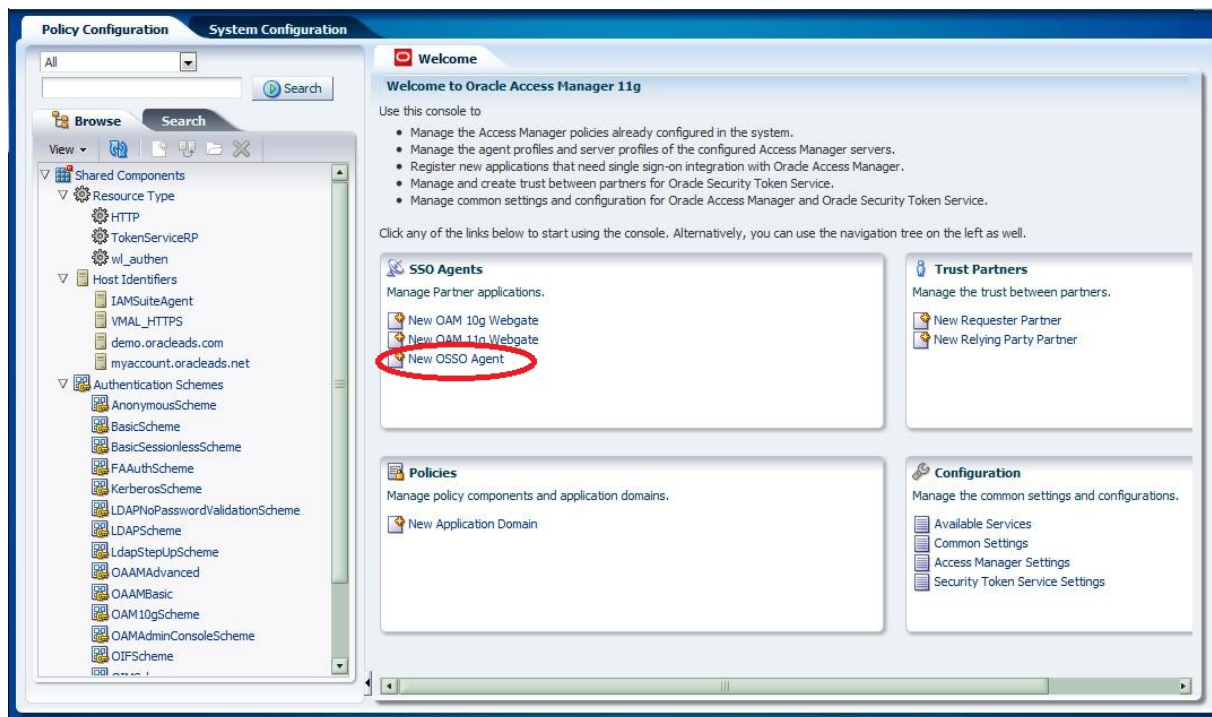 Policy Configuration
System Configuration
All
Search
Browse
Search
View
Shared Components
Resource Type
HTTP
TokenServiceRP
wl_authen
Host Identifiers
IAMSuiteAgent
VMAL_HTTPS
demo.oracleads.com
myaccount.oracleads.net
Authentication Schemes
AnonymousScheme
BasicScheme
BasicSessionlessScheme
FAAuthScheme
KerberosScheme
LDAPNoPasswordValidationScheme
LDAPScheme
LdapStepUpScheme
OAAMAdvanced
OAAMBasic
OAM10gScheme
OAMAdminConsoleScheme
OIFScheme
Welcome
Welcome to Oracle Access Manager 11g
Use this console to
• Manage the Access Manager policies already configured in the system.
• Manage the agent profiles and server profiles of the configured Access Manager servers.
• Register new applications that need single sign-on integration with Oracle Access Manager.
• Manage and create trust between partners for Oracle Security Token Service.
• Manage common settings and configuration for Oracle Access Manager and Oracle Security Token Service.
Click any of the links below to start using the console. Alternatively, you can use the navigation tree on the left as well.
SSO Agents
Manage Partner applications.
New OAM 10g Webgate
New OAM 11g Webgate
New OSSO Agent
Trust Partners
Manage the trust between partners.
New Requester Partner
New Relying Party Partner
Policies
Manage policy components and application domains.
New Application Domain
Configuration
Manage the common settings and configurations.
Available Services
Common Settings
Access Manager Settings
Security Token Service Settings